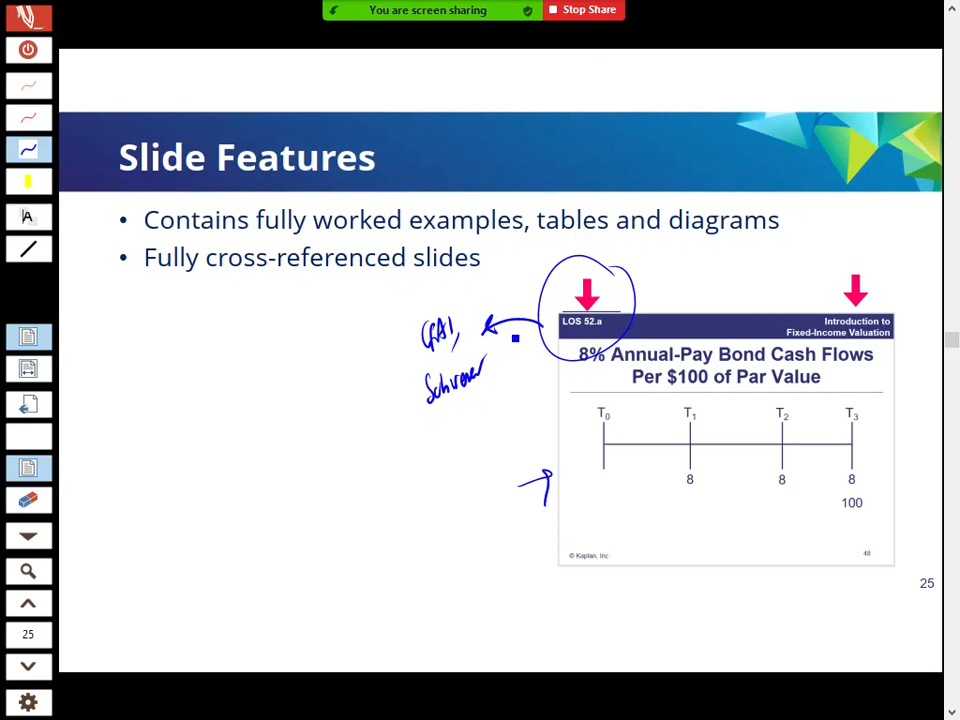 You are screen sharing
Stop Share
Slide Features
• Contains fully worked examples, tables and diagrams
• Fully cross-referenced slides
LOS 52.a
Introduction to
Fixed-Income Valuation
8% Annual-Pay Bond Cash Flows
Per $100 of Par Value
T0 T1 T2 T3
8 8 8
100
© Kaplan, Inc. 48
25
A
25